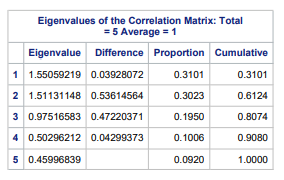 Eigenvalues of the Correlation Matrix: Total
= 5 Average = 1
Eigenvalue Difference Proportion Cumulative
1 1.55059219 0.03928072 0.3101 0.3101
2 1.51131148 0.53614564 0.3023 0.6124
3 0.97516583 0.47220371 0.1950 0.8074
4 0.50296212 0.04299373 0.1006 0.9080
5 0.45996839 0.0920 1.0000